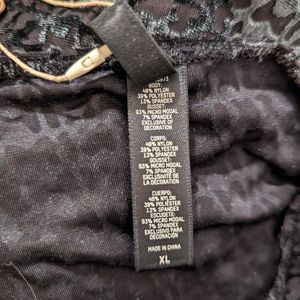 BODY:
48% NYLON
39% POLYESTER
13% SPANDEX
GUSSET:
93% MICRO MODAL
7% SPANDEX
EXCLUSIVE OF
DECORATION
CORPS:
48% NYLON
39% POLYESTER
13% SPANDEX
GOUSSET:
93% MICRO MODAL
7% SPANDEX
EXCLUSIVE DE
LA DÉCORATION
CUERPO:
48% NYLON
39% POLYESTER
13% SPANDEX
ESCUDETE:
93% MICRO MODAL
7% SPANDEX
EXCLUSIVO PARA
DECORACIÓN
MADE IN CHINA
XL